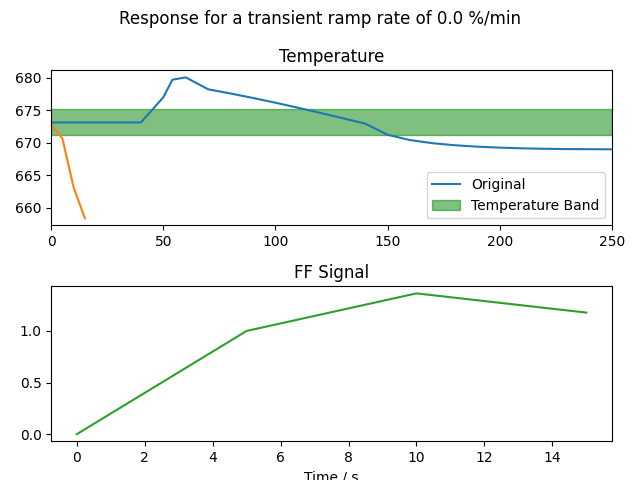 Response for a transient ramp rate of 0.0 %/min
Temperature
680
675
670
665
660
Original
Temperature Band
0 50 100 150 200 250
FF Signal
1.0
0.5
0.0
0 2 4 6 8 10 12 14
Time / s